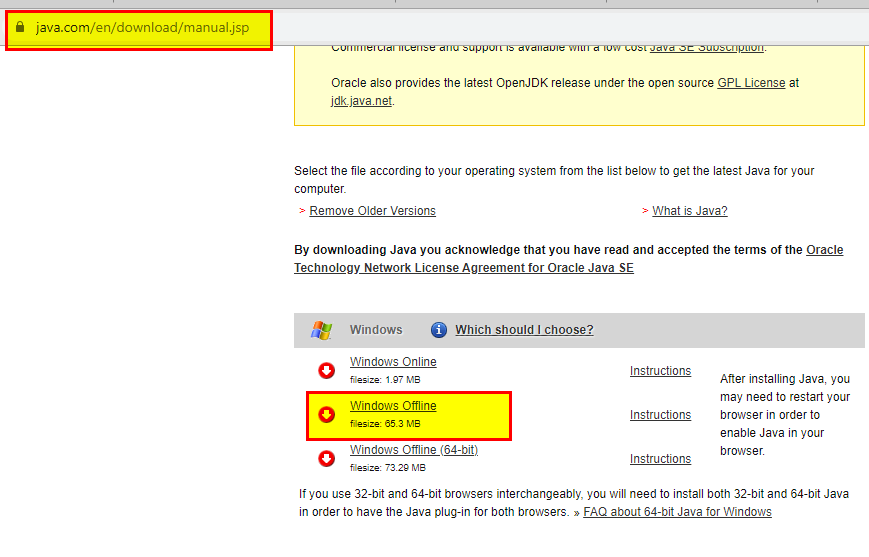 java.com/en/download/manual.jsp
Commercial license and support is available with a low cost Java SE Subscription.
Oracle also provides the latest OpenJDK release under the open source GPL License at
jdk.java.net.
Select the file according to your operating system from the list below to get the latest Java for your
computer.
> Remove Older Versions
> What is Java?
By downloading Java you acknowledge that you have read and accepted the terms of the Oracle
Technology Network License Agreement for Oracle Java SE
Windows
i Which should I choose?
Windows Online
filesize: 1.97 MB
Instructions
Windows Offline
filesize: 65.3 MB
Instructions
Windows Offline (64-bit)
filesize: 73.29 MB
Instructions
After installing Java, you
may need to restart your
browser in order to
enable Java in your
browser.
If you use 32-bit and 64-bit browsers interchangeably, you will need to install both 32-bit and 64-bit Java
in order to have the Java plug-in for both browsers. » FAQ about 64-bit Java for Windows